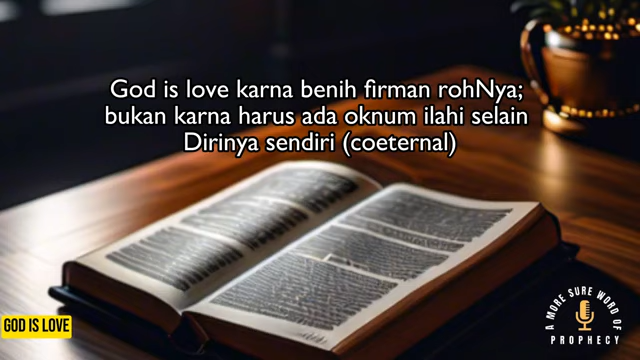 God is love karna benih firman rohNya;
bukan karna harus ada oknum ilahi selain
Dirinya sendiri (coeternal)
GOD IS LOVE
A MORE SURE WORD OF
PROPHECY